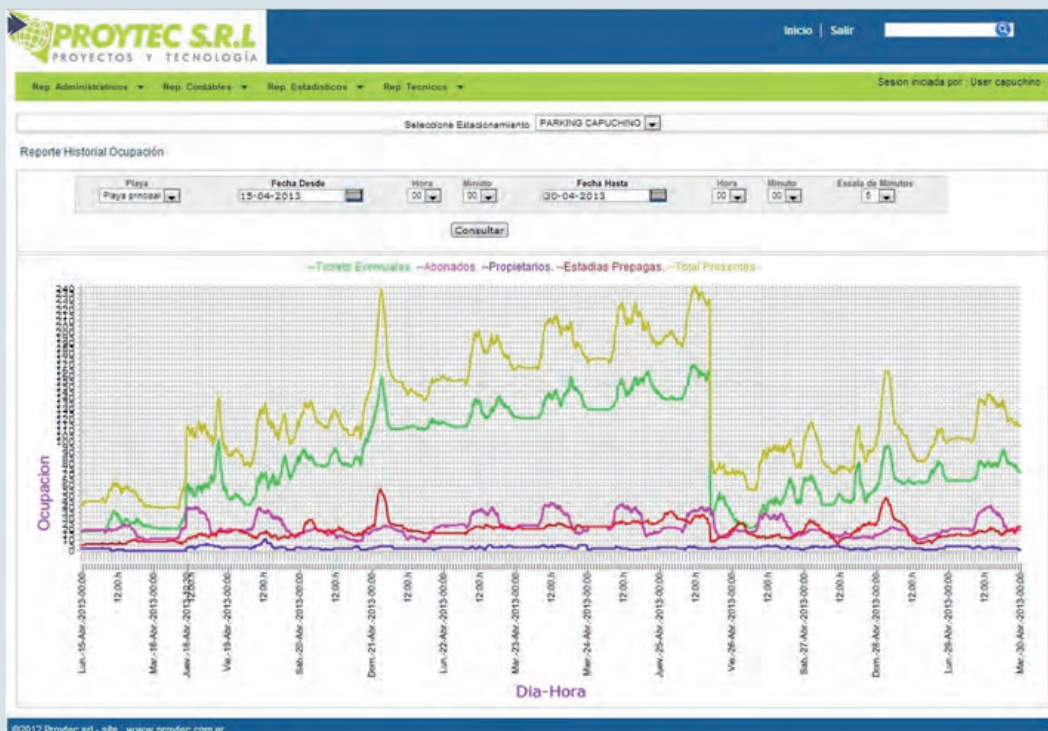 PROYTEC S.R.L
PROYECTOS Y TECNOLOGÍA
Inicio | Salir
Rep. Administrativos Rep. Contables Rep. Estadisticos Rep. Tecnicos
Sesion iniciada por : User capuchino
Seleccione Estacionamiento PARKING CAPUCHINO
Reporte Historial Ocupación
Playa Fecha Desde Hora Minuto Fecha Hasta Hora Minuto Escala de Minutos
Playa principal 15-04-2013 00 00 30-04-2013 00 00 5
Consultar
--Abonados, --Propietarios, --Estadias Prepagas, --Total Presentes
240
Ocupacion
Lun.-15-Abr.-2013-00:00
12:00.h
Mar.-16-Abr.-2013-00:00
12:00.h
Vie.-19-Abr.-2013-00:00
12:00.h
Sab.-20-Abr.-2013-00:00
12:00.h
Dom.-21-Abr.-2013-00:00
12:00.h
Lun.-22-Abr.-2013-00:00
12:00.h
Mar.-23-Abr.-2013-00:00
12:00.h
Mier.-24-Abr.-2013-00:00
12:00.h
Juev.-25-Abr.-2013-00:00
12:00.h
Vie.-26-Abr.-2013-00:00
12:00.h
Sab.-27-Abr.-2013-00:00
12:00.h
Dom.-28-Abr.-2013-00:00
12:00.h
Lun.-29-Abr.-2013-00:00
12:00.h
Mar.-30-Abr.-2013-00:00
Dia-Hora
©2012 Proytec srl - site : www.proytec.com.ar